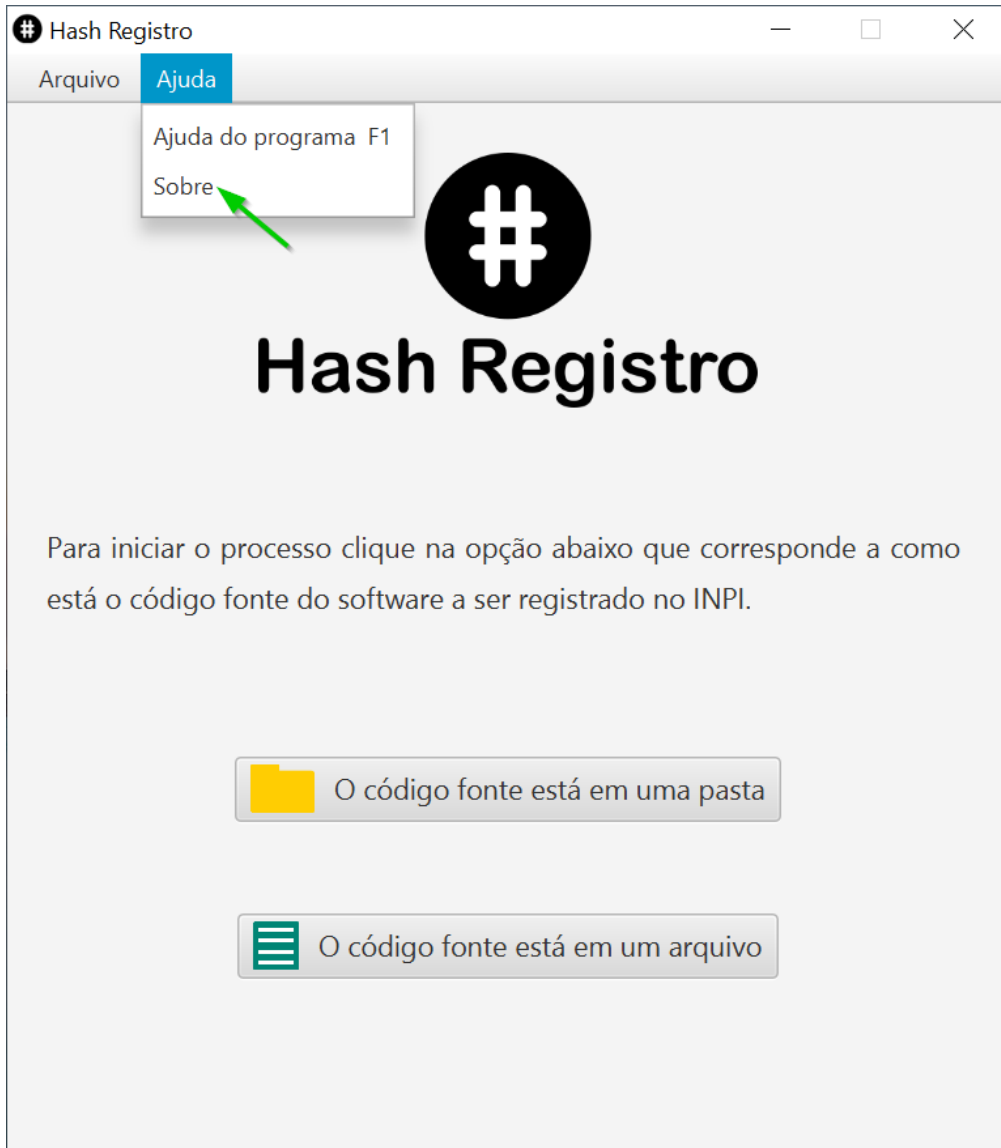 Hash Registro
Arquivo Ajuda
Ajuda do programa F1
Sobre
Hash Registro
Para iniciar o processo clique na opção abaixo que corresponde a como
está o código fonte do software a ser registrado no INPI.
O código fonte está em uma pasta
O código fonte está em um arquivo